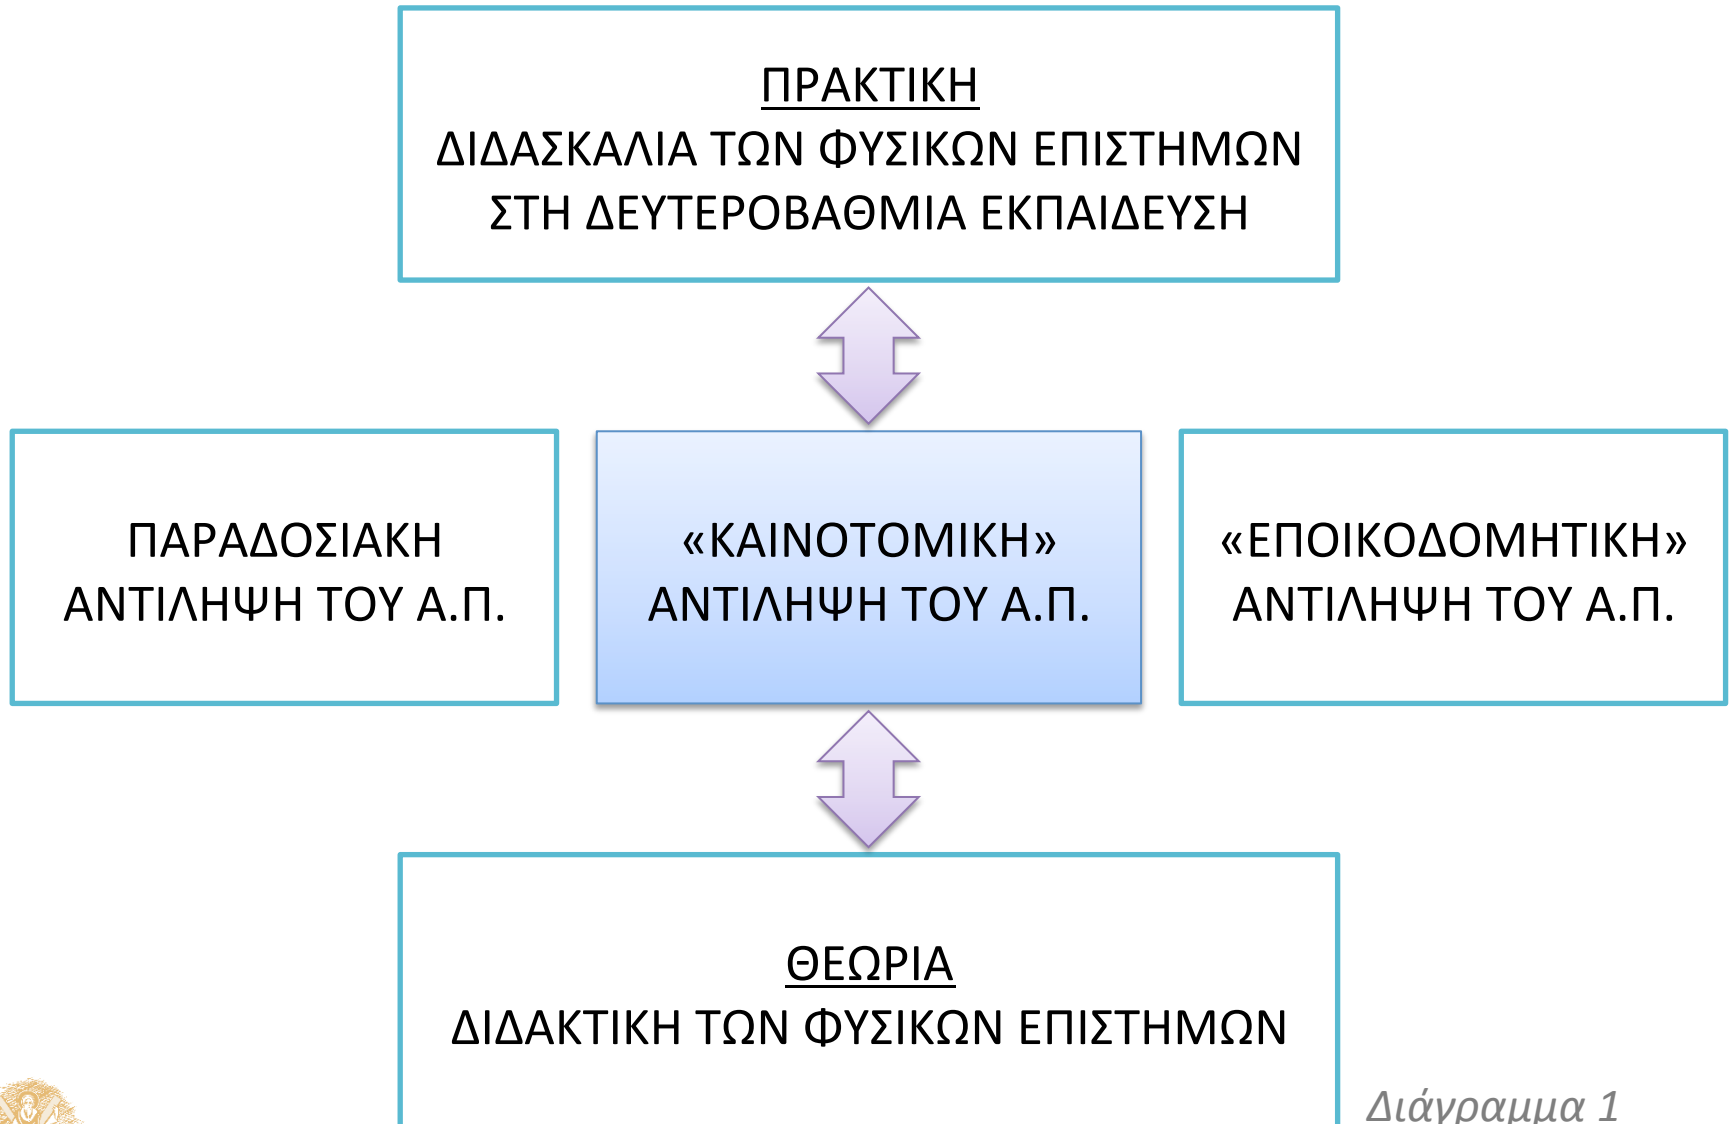 ΠΡΑΚΤΙΚΗ
ΔΙΔΑΣΚΑΛΙΑ ΤΩΝ ΦΥΣΙΚΩΝ ΕΠΙΣΤΗΜΩΝ
ΣΤΗ ΔΕΥΤΕΡΟΒΑΘΜΙΑ ΕΚΠΑΙΔΕΥΣΗ
ΠΑΡΑΔΟΣΙΑΚΗ
ΑΝΤΙΛΗΨΗ ΤΟΥ Α.Π.
«ΚΑΙΝΟΤΟΜΙΚΗ»
ΑΝΤΙΛΗΨΗ ΤΟΥ Α.Π.
«ΕΠΟΙΚΟΔΟΜΗΤΙΚΗ»
ΑΝΤΙΛΗΨΗ ΤΟΥ Α.Π.
ΘΕΩΡΙΑ
ΔΙΔΑΚΤΙΚΗ ΤΩΝ ΦΥΣΙΚΩΝ ΕΠΙΣΤΗΜΩΝ
Διάγραμμα 1